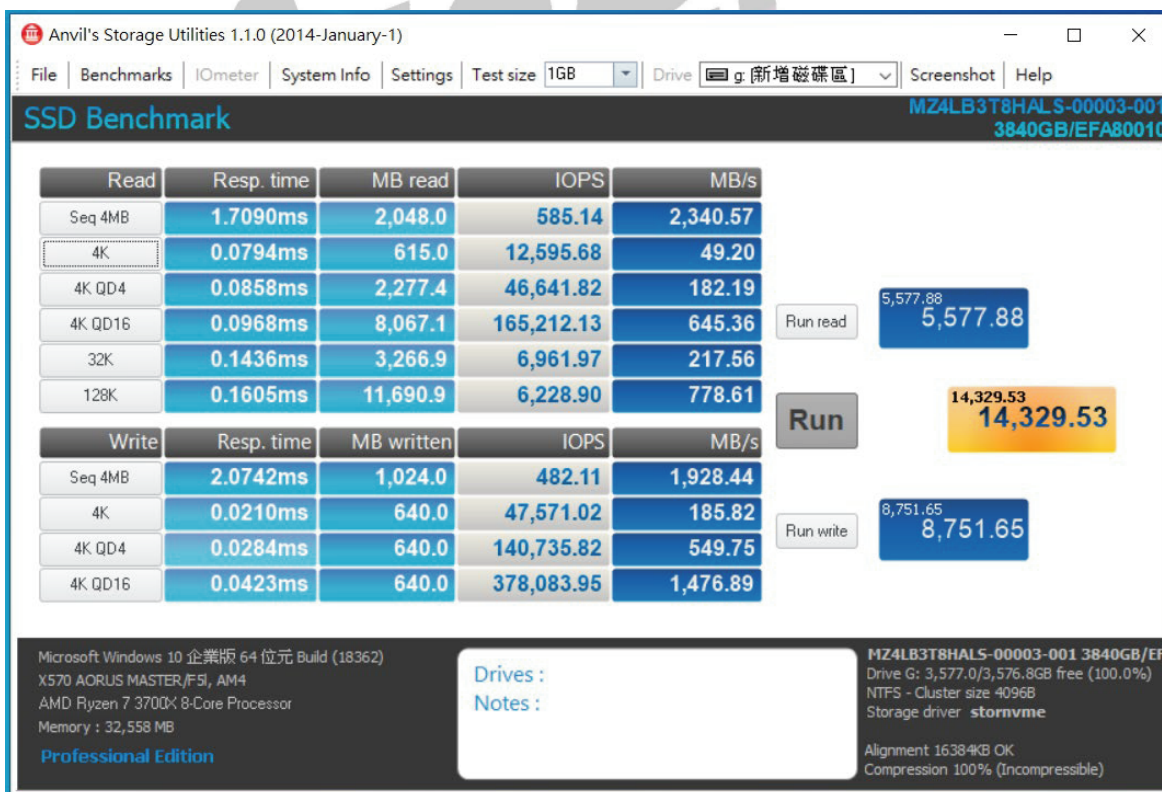 Anvil's Storage Utilities 1.1.0 (2014-January-1)
File Benchmarks IOmeter System Info Settings Test size 1GB Drive g: [新增磁碟區] Screenshot Help
SSD Benchmark
MZ4LB3T8HALS-00003-001
3840GB/EFA80010
Read Resp. time MB read IOPS MB/s
Seq 4MB 1.7090ms 2,048.0 585.14 2,340.57
4K 0.0794ms 615.0 12,595.68 49.20
4K QD4 0.0858ms 2,277.4 46,641.82 182.19
4K QD16 0.0968ms 8,067.1 165,212.13 645.36
32K 0.1436ms 3,266.9 6,961.97 217.56
128K 0.1605ms 11,690.9 6,228.90 778.61
Run read
5,577.88
5,577.88
Run
14,329.53
14,329.53
Write Resp. time MB written IOPS MB/s
Seq 4MB 2.0742ms 1,024.0 482.11 1,928.44
4K 0.0210ms 640.0 47,571.02 185.82
4K QD4 0.0284ms 640.0 140,735.82 549.75
4K QD16 0.0423ms 640.0 378,083.95 1,476.89
Run write
8,751.65
8,751.65
Microsoft Windows 10 企業版 64 位元 Build (18362)
X570 AORUS MASTER/F5l, AM4
AMD Ryzen 7 3700X 8-Core Processor
Memory : 32,558 MB
Professional Edition
Drives :
Notes :
MZ4LB3T8HALS-00003-001 3840GB/EF
Drive G: 3,577.0/3,576.8GB free (100.0%)
NTFS - Cluster size 4096B
Storage driver stornvme
Alignment 16384KB OK
Compression 100% (Incompressible)